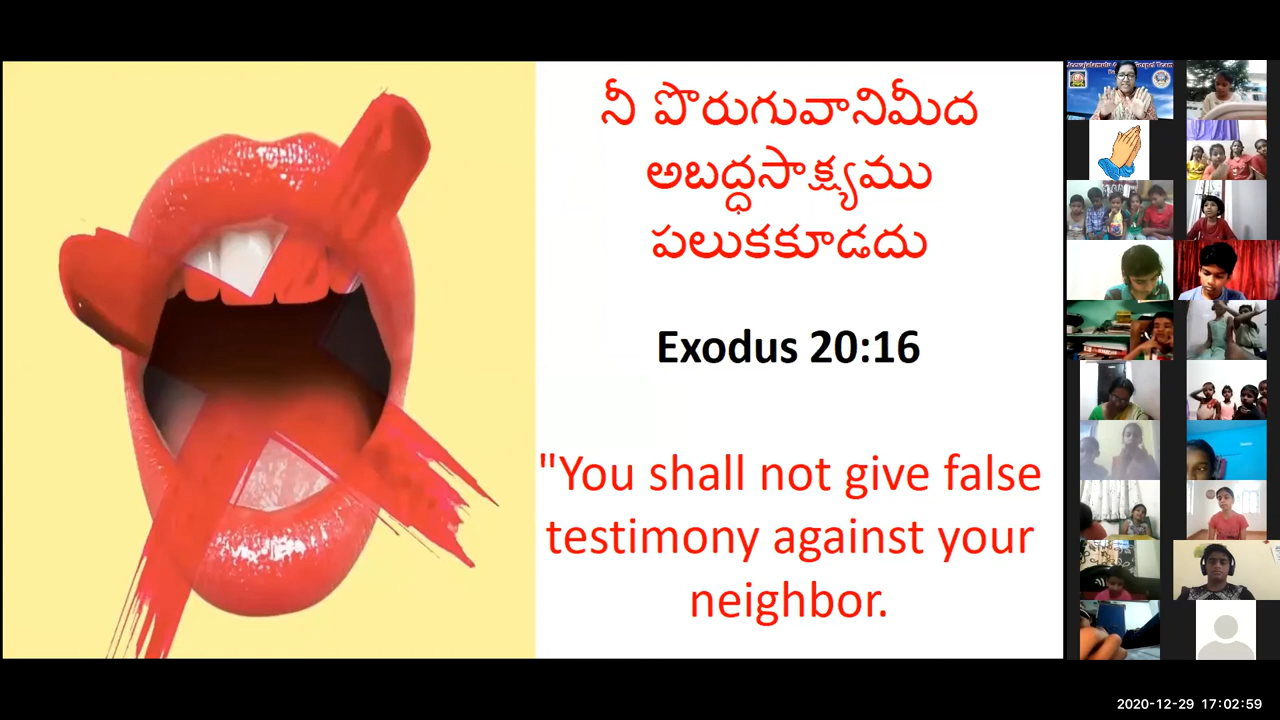 నీ పొరుగువానిమీద
అబద్ధసాక్ష్యము
పలుకకూడదు
Exodus 20:16
"You shall not give false
testimony against your
neighbor.
2020-12-29 17:02:59